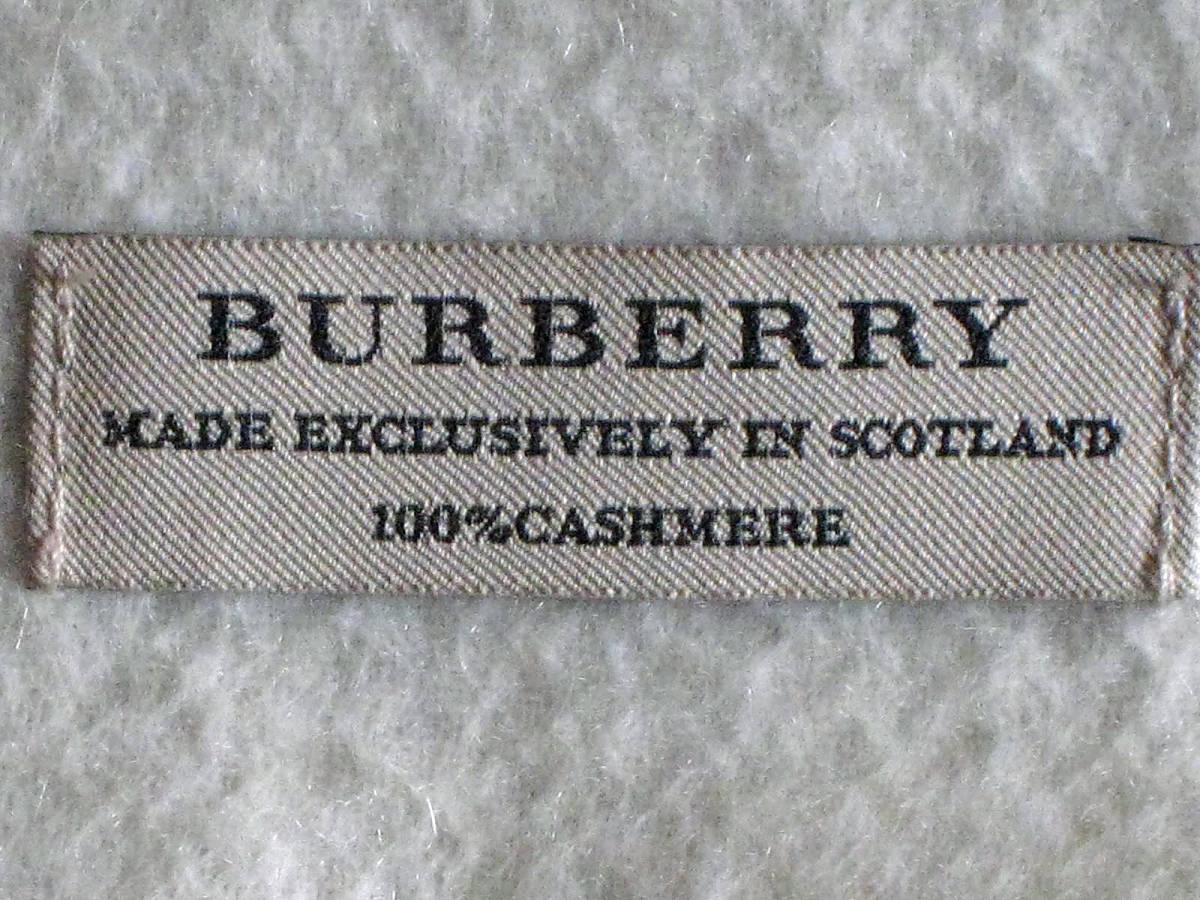 BURBERRY
MADE EXCLUSIVELY IN SCOTLAND
100%CASHMERE